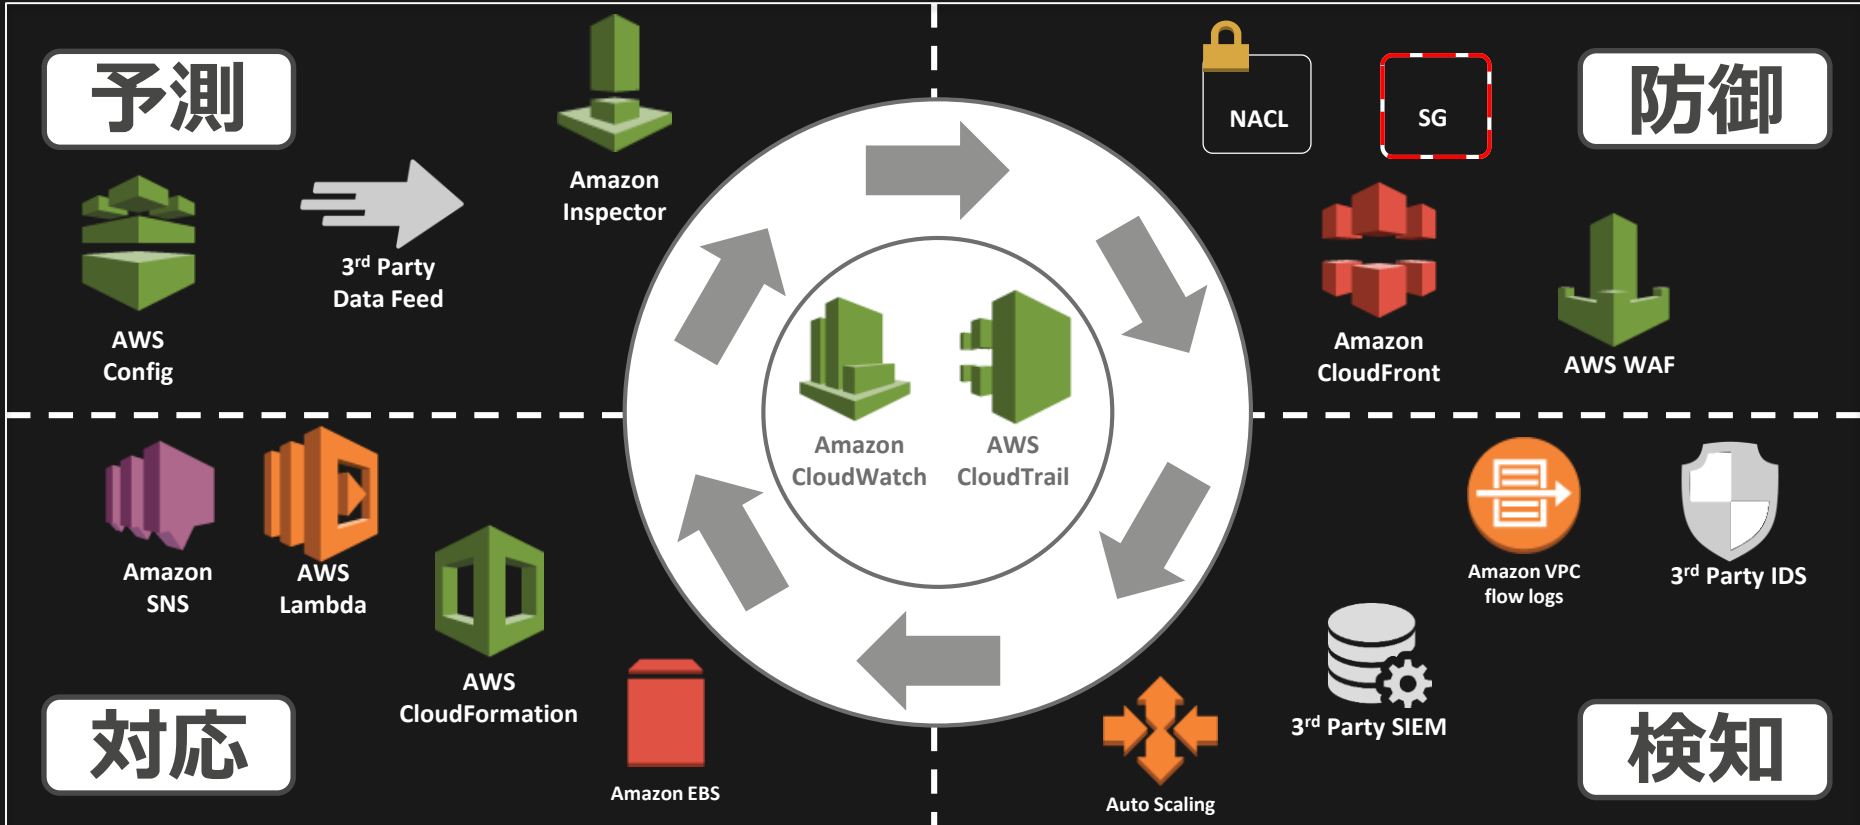 予測
Amazon
Inspector
AWS
Config
3rd Party
Data Feed
防御
NACL
SG
Amazon
CloudFront
AWS WAF
Amazon
CloudWatch
AWS
CloudTrail
対応
Amazon
SNS
AWS
Lambda
AWS
CloudFormation
Amazon EBS
検知
Amazon VPC
flow logs
3rd Party IDS
3rd Party SIEM
Auto Scaling